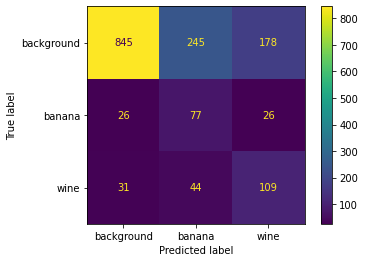 background 845 245 178
banana 26 77 26
wine 31 44 109
background banana wine
Predicted label
True label
800
700
600
500
400
300
200
100